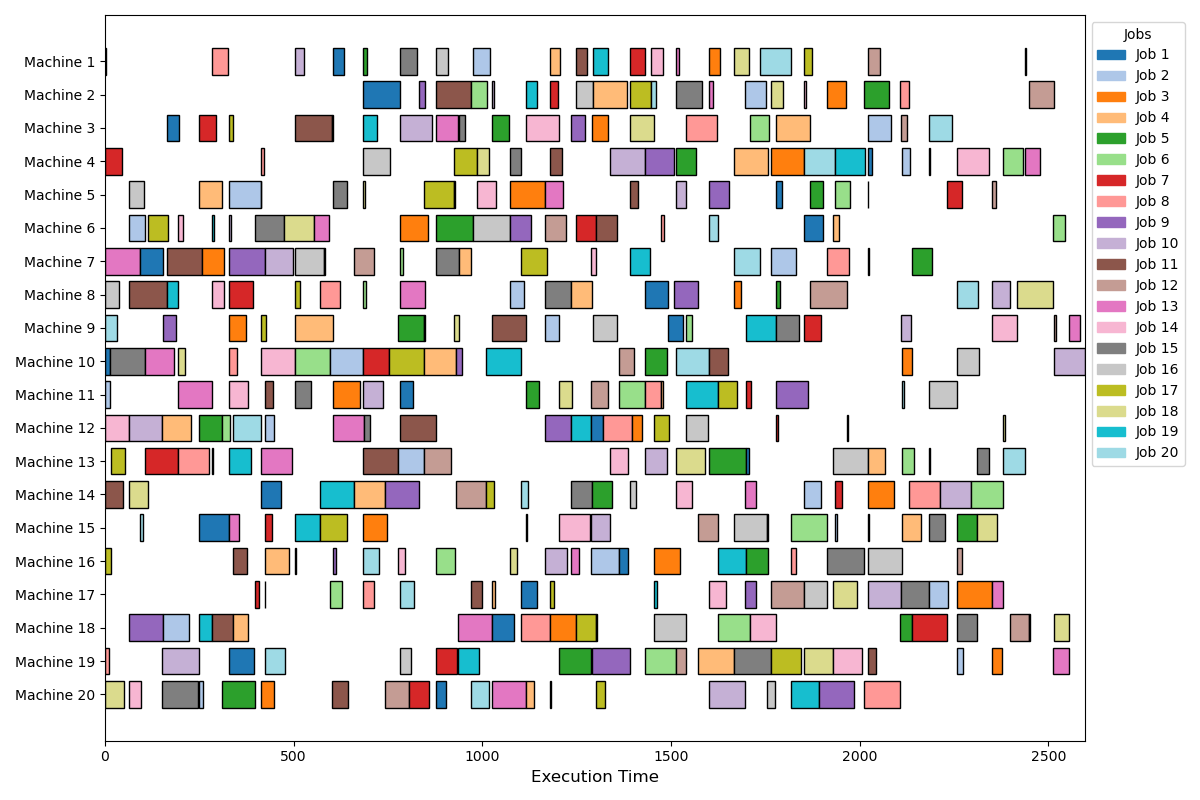 Machine 1
Machine 2
Machine 3
Machine 4
Machine 5
Machine 6
Machine 7
Machine 8
Machine 9
Machine 10
Machine 11
Machine 12
Machine 13
Machine 14
Machine 15
Machine 16
Machine 17
Machine 18
Machine 19
Machine 20
0 500 1000 1500 2000 2500
Execution Time
Jobs
Job 1
Job 2
Job 3
Job 4
Job 5
Job 6
Job 7
Job 8
Job 9
Job 10
Job 11
Job 12
Job 13
Job 14
Job 15
Job 16
Job 17
Job 18
Job 19
Job 20